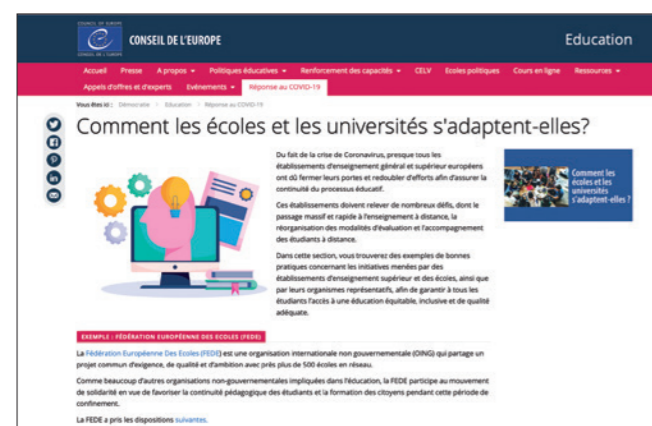 COUNCIL OF EUROPE
CONSEIL DE L'EUROPE
CONSEIL DE L'EUROPE
Education
Accueil Presse A propos Politiques éducatives Renforcement des capacités CELV Ecoles politiques Cours en ligne Ressources
Appels d'offres et d'experts Evénements Réponse au COVID-19
Vous êtes ici : Démocratie Education Réponse au COVID-19
Comment les écoles et les universités s'adaptent-elles?
Du fait de la crise de Coronavirus, presque tous les
établissements d'enseignement général et supérieur européens
ont dû fermer leurs portes et redoubler d'efforts afin d'assurer la
continuité du processus éducatif.
Ces établissements doivent relever de nombreux défis, dont le
passage massif et rapide à l'enseignement à distance, la
réorganisation des modalités d'évaluation et l'accompagnement
des étudiants à distance.
Dans cette section, vous trouverez des exemples de bonnes
pratiques concernant les initiatives menées par des
établissements d'enseignement supérieur et des écoles, ainsi que
par leurs organismes représentatifs, afin de garantir à tous les
étudiants l'accès à une éducation équitable, inclusive et de qualité
adéquate.
Comment les
écoles et les
universités
s'adaptent-elles ?
EXEMPLE : FÉDÉRATION EUROPÉENNE DES ECOLES (FEDE)
La Fédération Européenne Des Ecoles (FEDE) est une organisation internationale non gouvernementale (OING) qui partage un
projet commun d'exigence, de qualité et d'ambition avec près plus de 500 écoles en réseau.
Comme beaucoup d'autres organisations non-gouvernementales impliquées dans l'éducation, la FEDE participe au mouvement
de solidarité en vue de favoriser la continuité pédagogique des étudiants et la formation des citoyens pendant cette période de
confinement.
La FEDE a pris les dispositions suivantes.